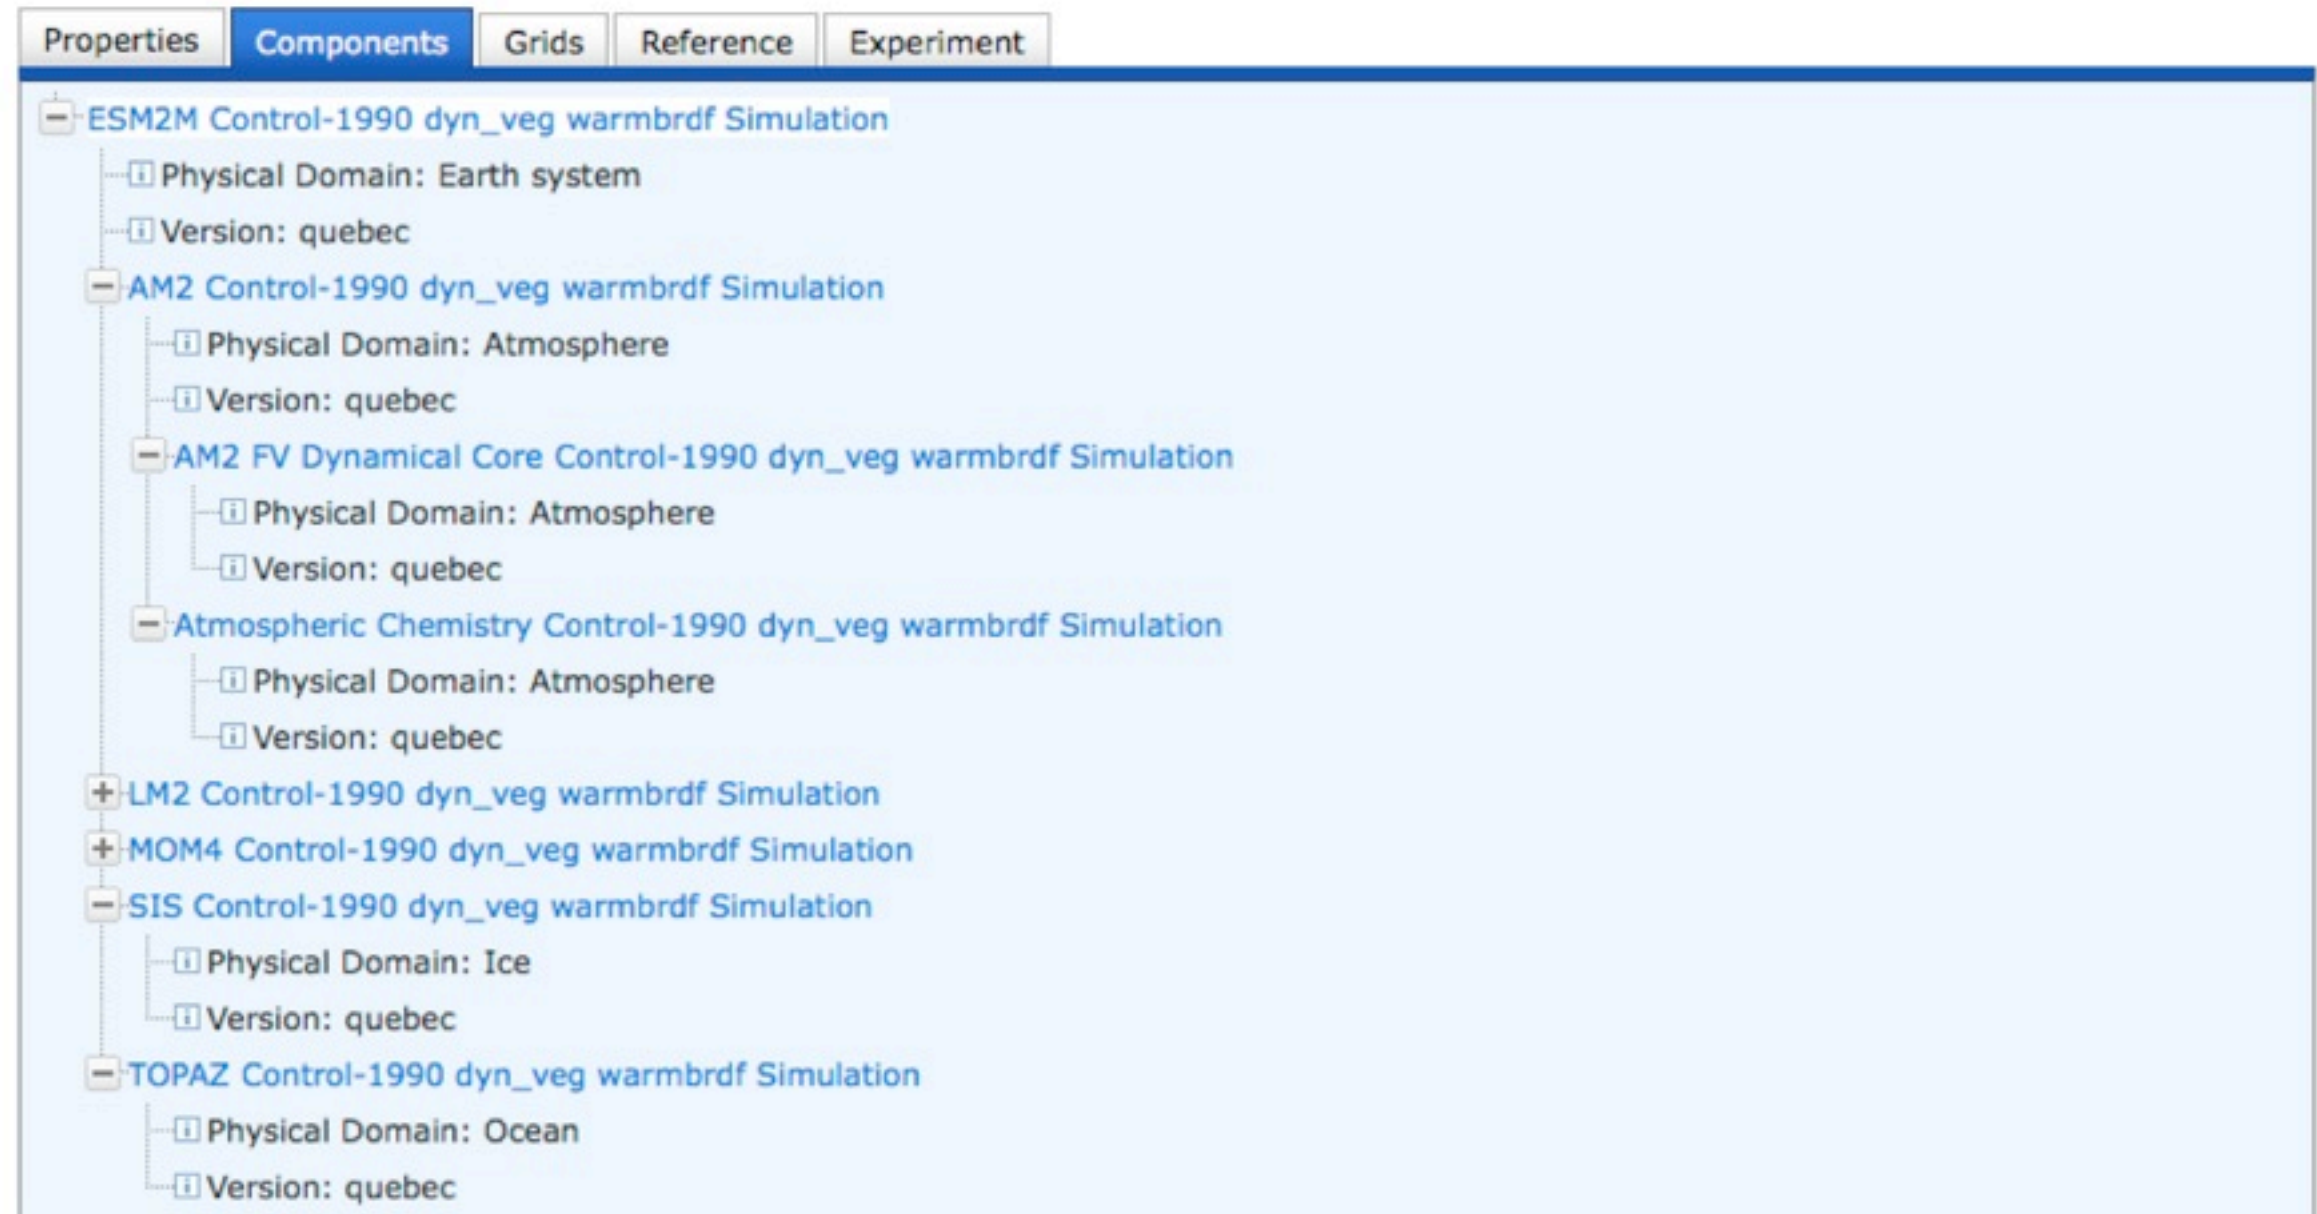 Properties Components Grids Reference Experiment
ESM2M Control-1990 dyn_veg warmbrdf Simulation
Physical Domain: Earth system
Version: quebec
AM2 Control-1990 dyn_veg warmbrdf Simulation
Physical Domain: Atmosphere
Version: quebec
AM2 FV Dynamical Core Control-1990 dyn_veg warmbrdf Simulation
Physical Domain: Atmosphere
Version: quebec
Atmospheric Chemistry Control-1990 dyn_veg warmbrdf Simulation
Physical Domain: Atmosphere
Version: quebec
LM2 Control-1990 dyn_veg warmbrdf Simulation
MOM4 Control-1990 dyn_veg warmbrdf Simulation
SIS Control-1990 dyn_veg warmbrdf Simulation
Physical Domain: Ice
Version: quebec
TOPAZ Control-1990 dyn_veg warmbrdf Simulation
Physical Domain: Ocean
Version: quebec